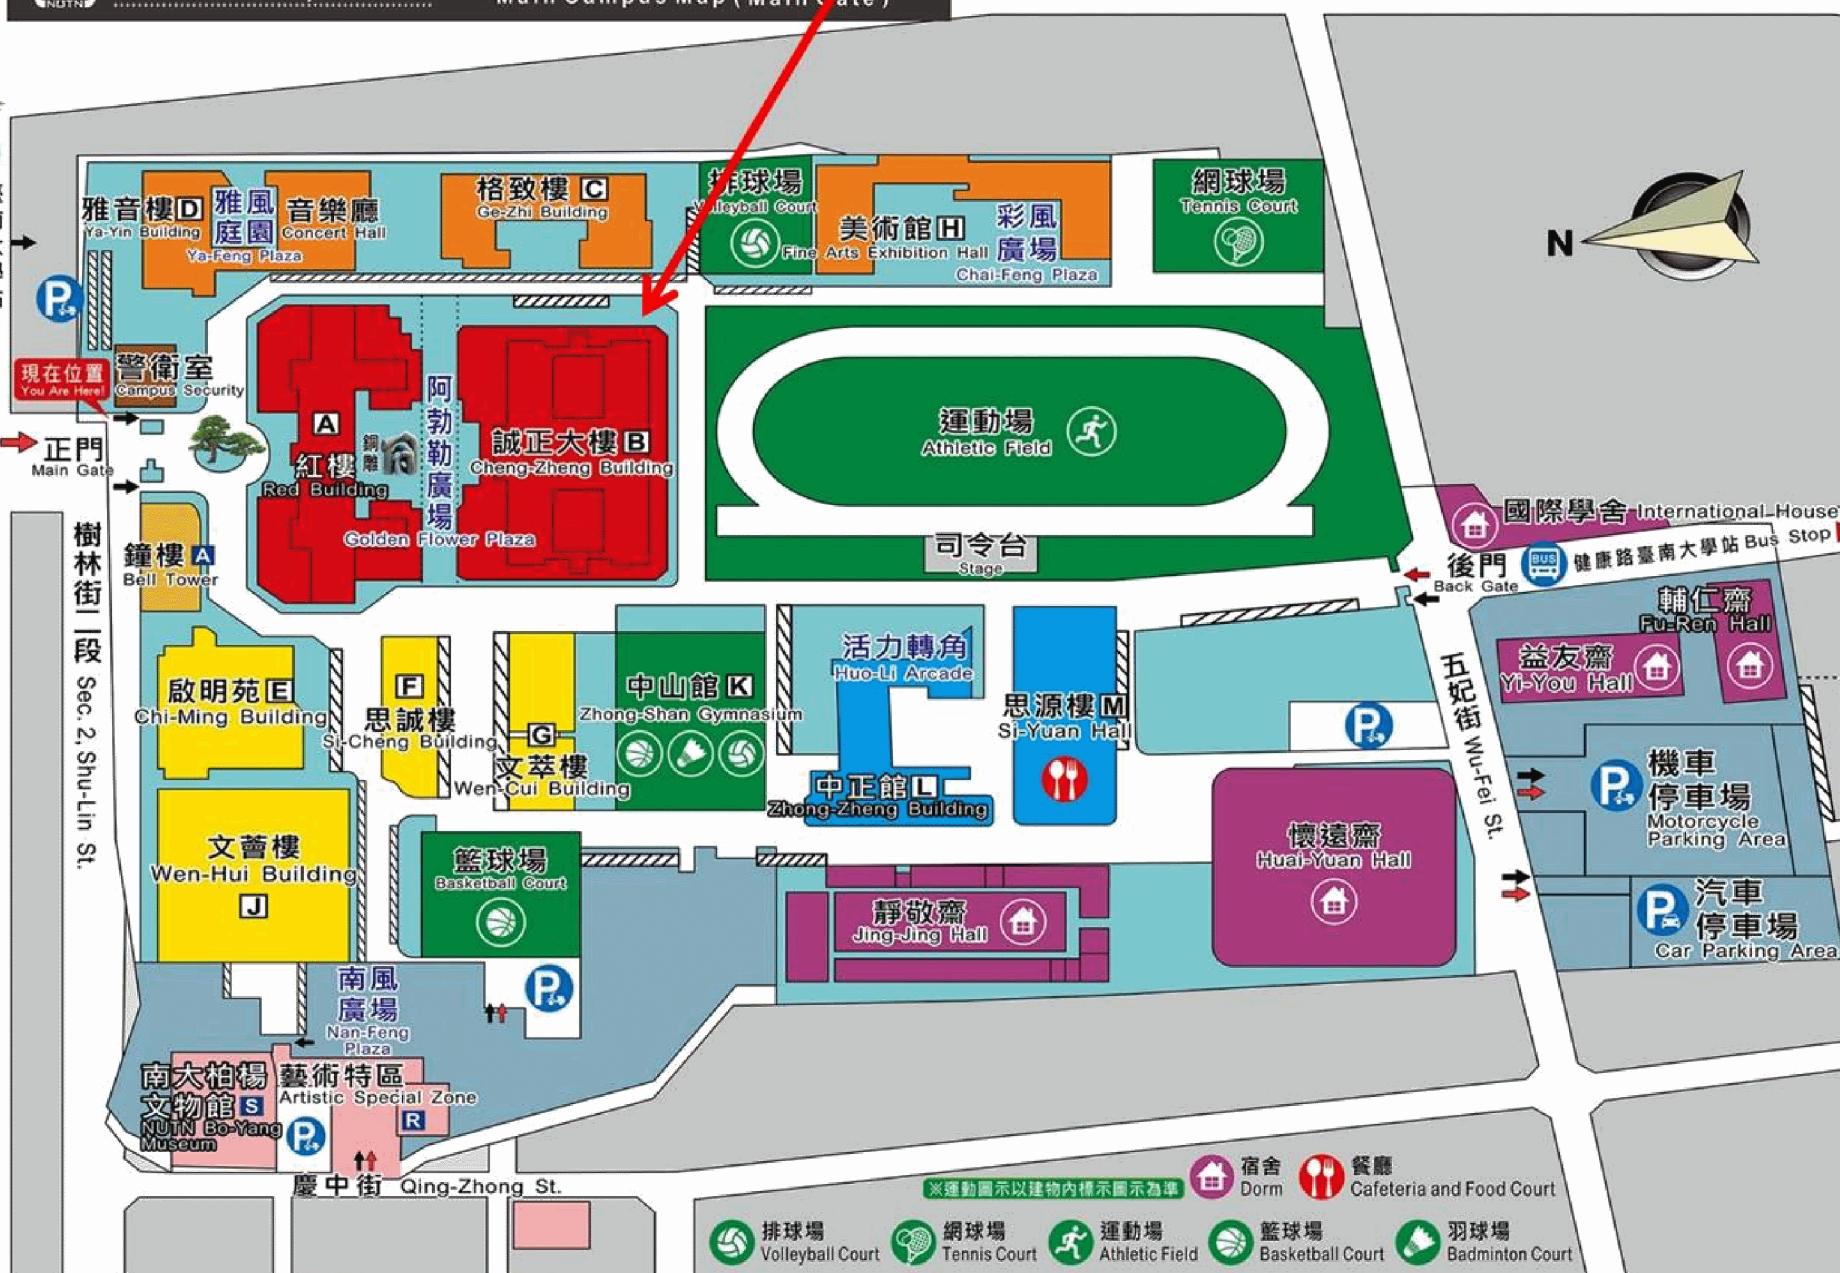 NUTN
Main Campus Map ( Main Gate )
雅音樓 D
Ya-Yin Building
雅風
庭園
Ya-Feng Plaza
音樂廳
Concert Hall
格致樓 C
Ge-Zhi Building
排球場
Volleyball Court
美術館 H
Fine Arts Exhibition Hall
彩風
廣場
Chai-Feng Plaza
網球場
Tennis Court
N
P
現在位置
You Are Here!
警衛室
Campus Security
正門
Main Gate
A
紅樓
Red Building
銅雕
阿勃勒廣場
Golden Flower Plaza
誠正大樓 B
Cheng-Zheng Building
運動場
Athletic Field
司令台
Stage
國際學舍 International House
後門
Back Gate
BUS
健康路臺南大學站 Bus Stop
鐘樓 A
Bell Tower
樹林街二段 Sec. 2, Shu-Lin St.
啟明苑 E
Chi-Ming Building
F
思誠樓
Si-Cheng Building
G
文萃樓
Wen-Cui Building
中山館 K
Zhong-Shan Gymnasium
活力轉角
Huo-Li Arcade
中正館 L
Zhong-Zheng Building
思源樓 M
Si-Yuan Hall
P
五妃街 Wu-Fei St.
輔仁齋
Fu-Ren Hall
益友齋
Yi-You Hall
P
機車
停車場
Motorcycle
Parking Area
P
汽車
停車場
Car Parking Area
文薈樓
Wen-Hui Building
J
籃球場
Basketball Court
靜敬齋
Jing-Jing Hall
懷遠齋
Huai-Yuan Hall
南風
廣場
Nan-Feng
Plaza
P
南大柏楊
文物館 S
NUTN Bo-Yang
Museum
藝術特區
Artistic Special Zone
R
P
慶中街 Qing-Zhong St.
※運動圖示以建物內標示圖示為準
宿舍
Dorm
餐廳
Cafeteria and Food Court
排球場
Volleyball Court
網球場
Tennis Court
運動場
Athletic Field
籃球場
Basketball Court
羽球場
Badminton Court